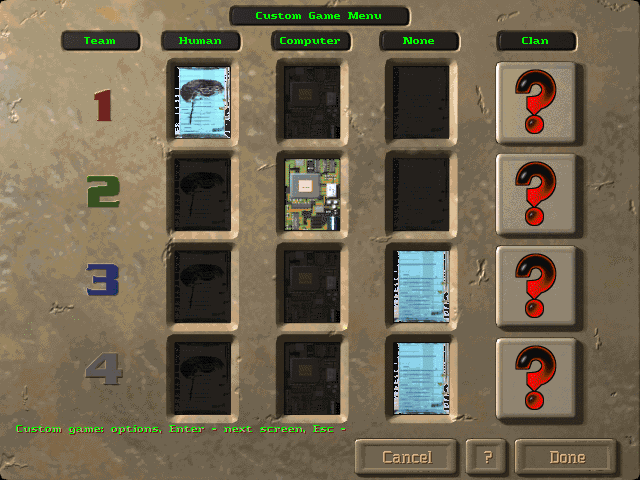 Custom Game Menu
Team Human Computer None Clan
1 ?
2 ?
3 ?
4 ?
Custom game: options, Enter - next screen, Esc -
Cancel ? Done